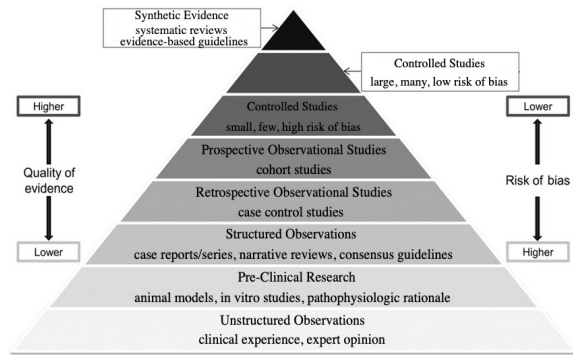 Synthetic Evidence
systematic reviews
evidence-based guidelines
Controlled Studies
large, many, low risk of bias
Controlled Studies
small, few, high risk of bias
Prospective Observational Studies
cohort studies
Retrospective Observational Studies
case control studies
Structured Observations
case reports/series, narrative reviews, consensus guidelines
Pre-Clinical Research
animal models, in vitro studies, pathophysiologic rationale
Unstructured Observations
clinical experience, expert opinion
Higher
Quality of
evidence
Lower
Lower
Risk of bias
Higher